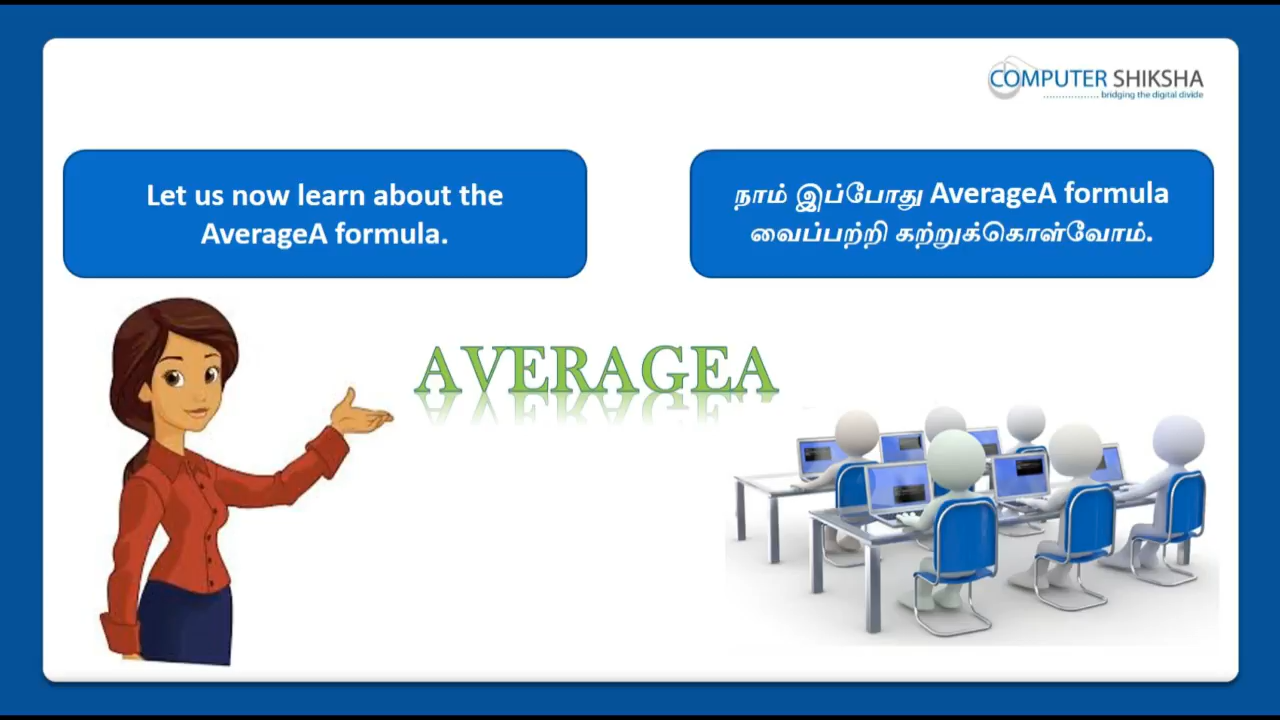 COMPUTER SHIKSHA
bridging the digital divide
Let us now learn about the
AverageA formula.
நாம் இப்போது AverageA formula
வைப்பற்றி கற்றுக்கொள்வோம்.
AVERAGEA